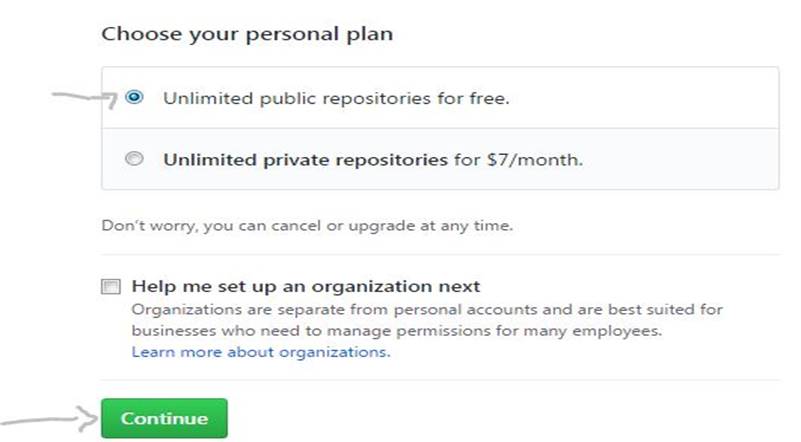 Choose your personal plan
Unlimited public repositories for free.
Unlimited private repositories for $7/month.
Don't worry, you can cancel or upgrade at any time.
Help me set up an organization next
Organizations are separate from personal accounts and are best suited for
businesses who need to manage permissions for many employees.
Learn more about organizations.
Continue